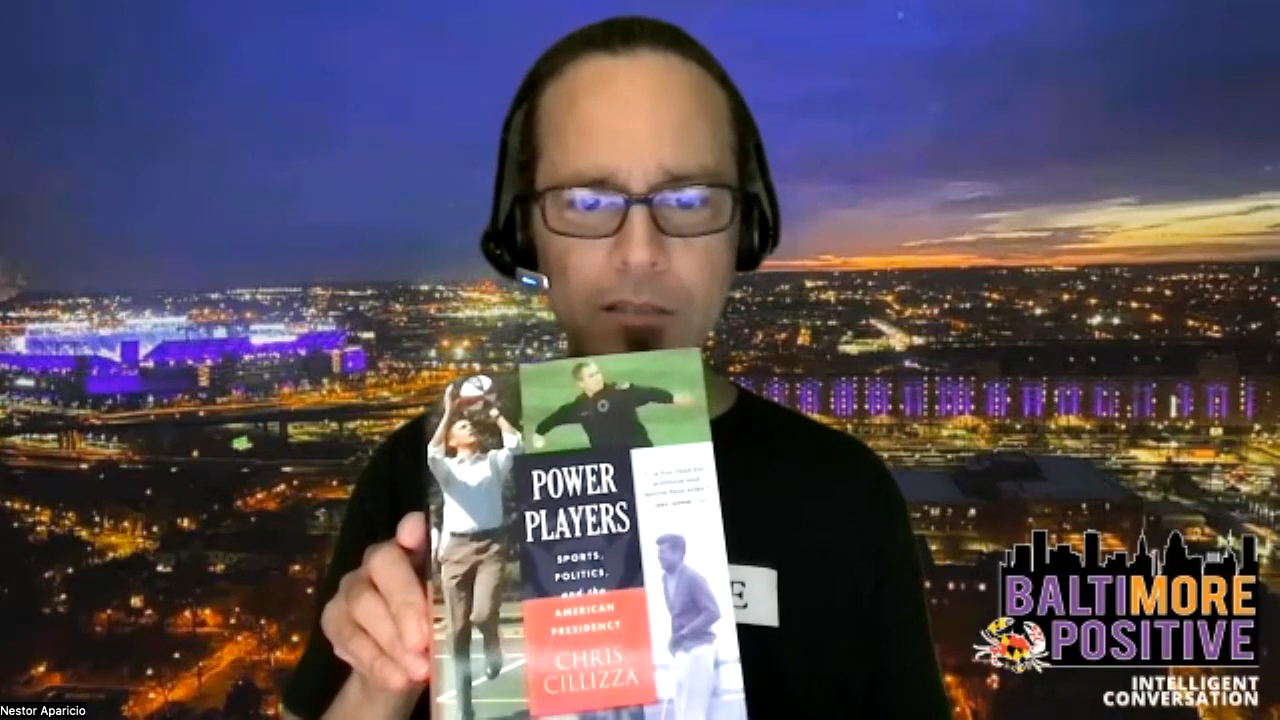 POWER
PLAYERS
SPORTS,
POLITICS,
and the
AMERICAN
PRESIDENCY
CHRIS
CILLIZZA
E
BALTIMORE
POSITIVE
INTELLIGENT
CONVERSATION
Nestor Aparicio